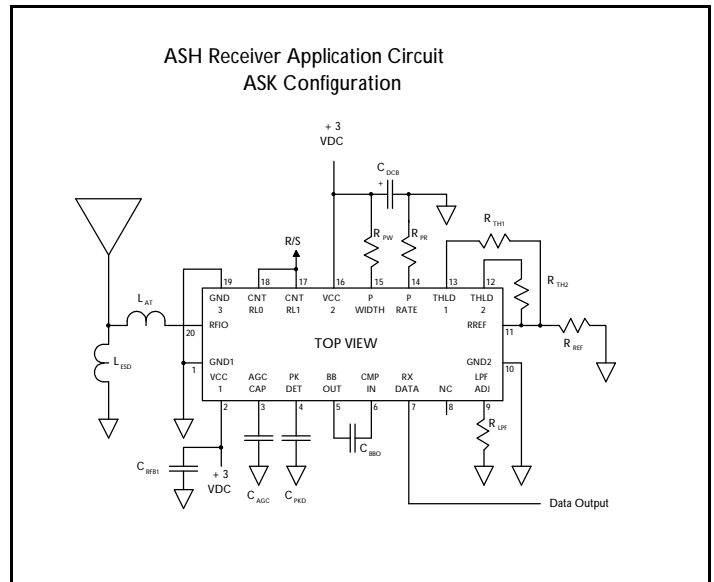 ASH Receiver Application Circuit
ASK Configuration
+ 3
VDC
C DCB
+
R PW
R PR
R TH1
R/S
19
18
17
16
15
14
13
12
R TH2
L AT
GND
3
CNT
RL0
CNT
RL1
VCC
2
P
WIDTH
P
RATE
THLD
1
THLD
2
20
RFIO
RREF
11
R REF
TOP VIEW
L ESD
1
GND1
GND2
10
VCC
1
AGC
CAP
PK
DET
BB
OUT
CMP
IN
RX
DATA
NC
LPF
ADJ
2
3
4
5
6
7
8
9
R LPF
C BBO
C RFB1
+ 3
VDC
C AGC
C PKD
Data Output